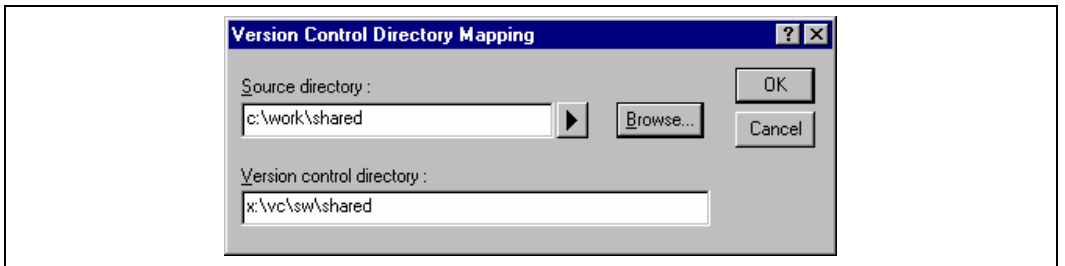 Version Control Directory Mapping
Source directory :
OK
c:\work\shared
Browse...
Cancel
Version control directory :
x:\vc\sw\shared